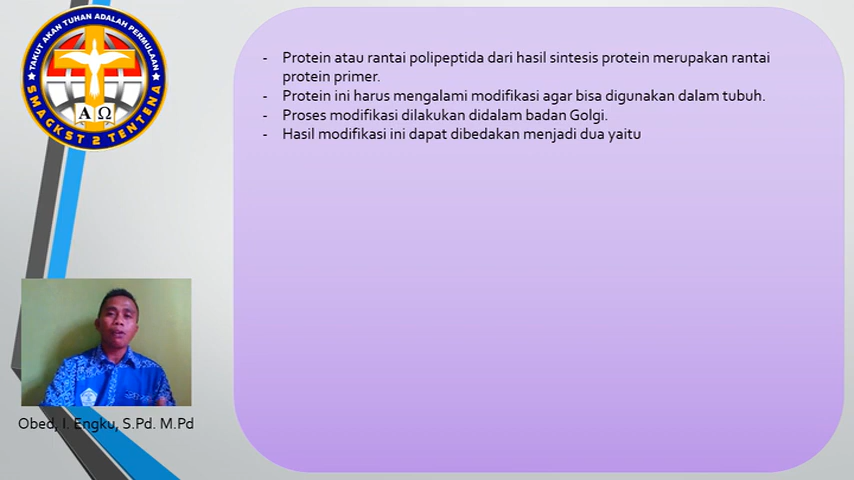 TAKUT AKAN TUHAN ADALAH PERMULAAN
Α Ω
SMAGKST 2 TENTENA
- Protein atau rantai polipeptida dari hasil sintesis protein merupakan rantai
protein primer.
- Protein ini harus mengalami modifikasi agar bisa digunakan dalam tubuh.
- Proses modifikasi dilakukan didalam badan Golgi.
- Hasil modifikasi ini dapat dibedakan menjadi dua yaitu
Obed, I. Engku, S.Pd. M.Pd